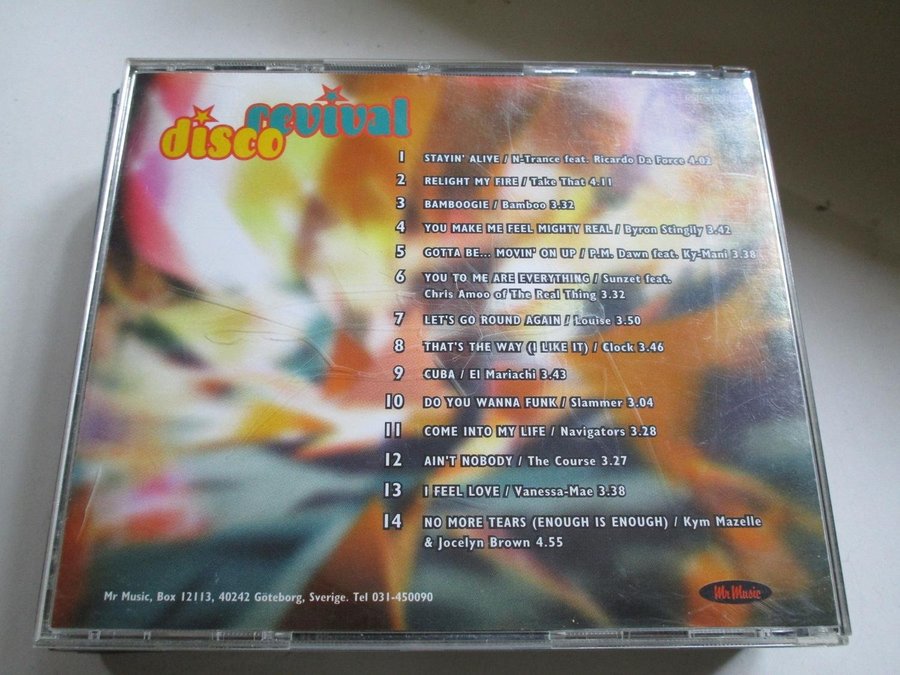 disco revival
1 STAYIN' ALIVE / N-Trance feat. Ricardo Da Force 4.02
2 RELIGHT MY FIRE / Take That 4.11
3 BAMBOOGIE / Bamboo 3.32
4 YOU MAKE ME FEEL MIGHTY REAL / Byron Stingily 3.42
5 GOTTA BE... MOVIN' ON UP / P.M. Dawn feat. Ky-Mani 3.38
6 YOU TO ME ARE EVERYTHING / Sunzet feat.
Chris Amoo of The Real Thing 3.32
7 LET'S GO ROUND AGAIN / Louise 3.50
8 THAT'S THE WAY (I LIKE IT) / Clock 3.46
9 CUBA / El Mariachi 3.43
10 DO YOU WANNA FUNK / Slammer 3.04
11 COME INTO MY LIFE / Navigators 3.28
12 AIN'T NOBODY / The Course 3.27
13 I FEEL LOVE / Vanessa-Mae 3.38
14 NO MORE TEARS (ENOUGH IS ENOUGH) / Kym Mazelle
& Jocelyn Brown 4.55
Mr Music, Box 12113, 40242 Göteborg, Sverige. Tel 031-450090
Mr Music